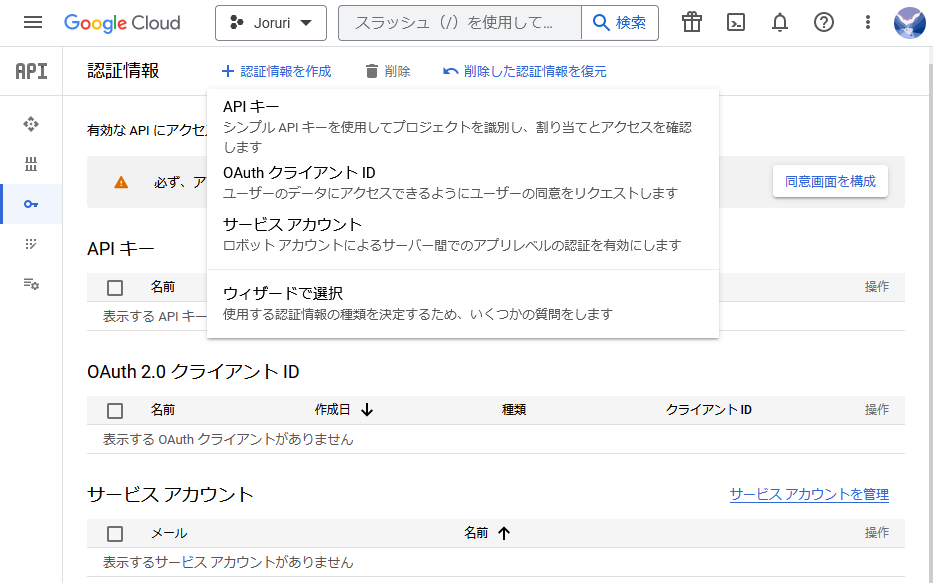 Google Cloud
Joruri
スラッシュ（/）を使用して...
検索
API
認証情報
認証情報を作成
削除
削除した認証情報を復元
有効な API にアクセ
API キー
シンプル API キーを使用してプロジェクトを識別し、割り当てとアクセスを確認
します
OAuth クライアント ID
ユーザーのデータにアクセスできるようにユーザーの同意をリクエストします
サービス アカウント
ロボット アカウントによるサーバー間でのアプリレベルの認証を有効にします
ウィザードで選択
使用する認証情報の種類を決定するため、いくつかの質問をします
必ず、ア
同意画面を構成
API キー
名前
操作
表示する API キー
OAuth 2.0 クライアント ID
名前 作成日 種類 クライアント ID 操作
表示する OAuth クライアントがありません
サービス アカウント
サービス アカウントを管理
メール 名前 操作
表示するサービス アカウントがありません